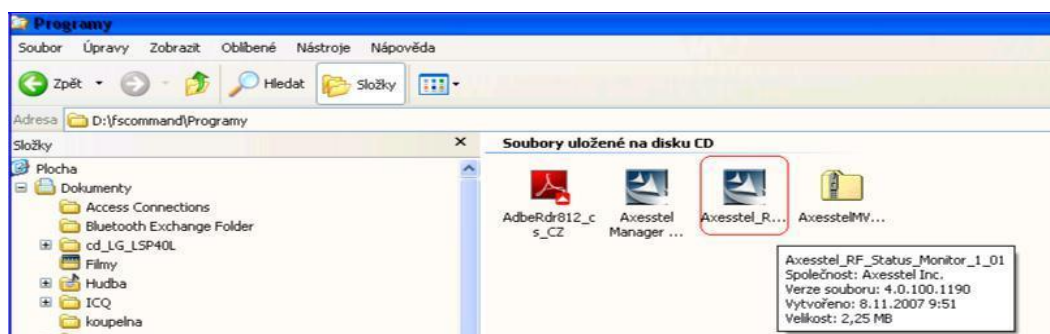 Programy
Soubor Úpravy Zobrazit Oblíbené Nástroje Nápověda
Zpět Hledat Složky
Adresa D:\fscommand\Programy
Složky
Soubory uložené na disku CD
Plocha
Dokumenty
Access Connections
Bluetooth Exchange Folder
cd_LG_LSP40L
Filmy
Hudba
ICQ
koupelna
AdbeRdr812_c
s_CZ
Axesstel
Manager ...
Axesstel_R...
AxesstelMV...
Axesstel_RF_Status_Monitor_1_01
Společnost: Axesstel Inc.
Verze souboru: 4.0.100.1190
Vytvořeno: 8.11.2007 9:51
Velikost: 2,25 MB